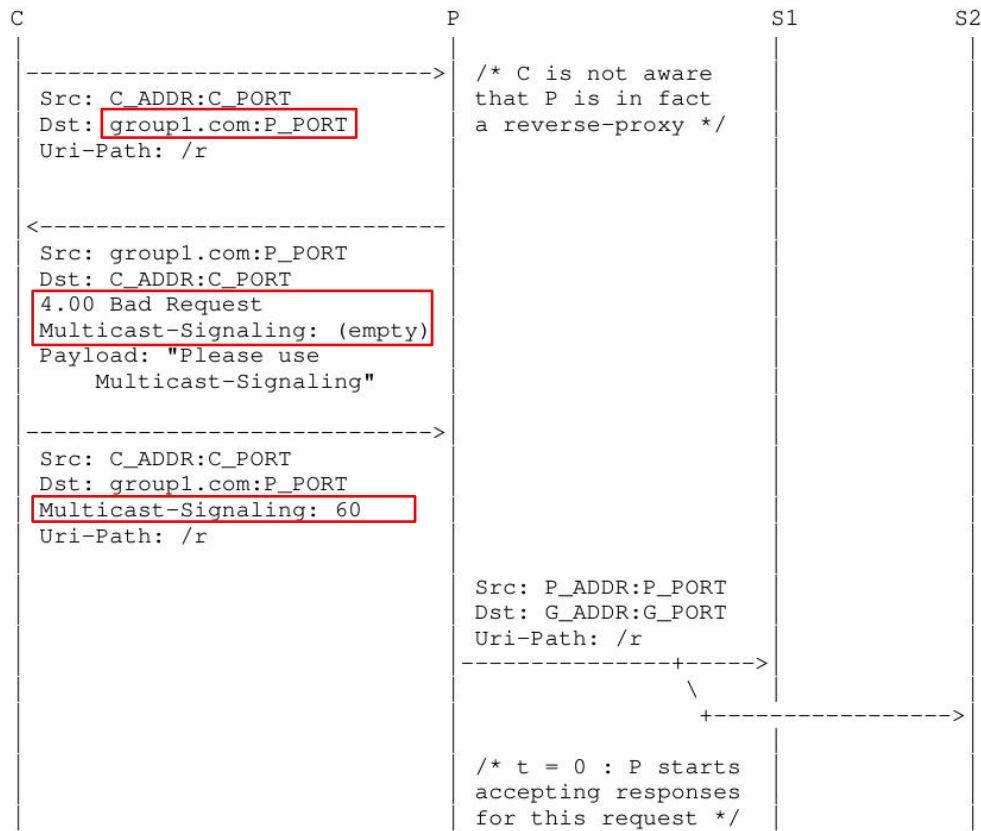 C P S1 S2
/* C is not aware
Src: C_ADDR:C_PORT that P is in fact
Dst: group1.com:P_PORT a reverse-proxy */
Uri-Path: /r
Src: group1.com:P_PORT
Dst: C_ADDR:C_PORT
4.00 Bad Request
Multicast-Signaling: (empty)
Payload: "Please use
Multicast-Signaling"
Src: C_ADDR:C_PORT
Dst: group1.com:P_PORT
Multicast-Signaling: 60
Uri-Path: /r
Src: P_ADDR:P_PORT
Dst: G_ADDR:G_PORT
Uri-Path: /r
/* t = 0 : P starts
accepting responses
for this request */